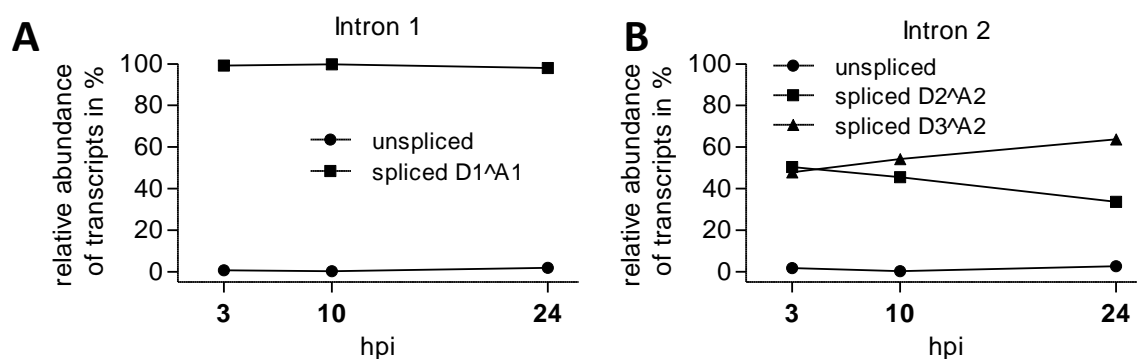 A
Intron 1
relative abundance
of transcripts in %
100
80
60
40
20
0
unspliced
spliced D1^A1
3 10 24
hpi
B
Intron 2
relative abundance
of transcripts in %
100
80
60
40
20
0
unspliced
spliced D2^A2
spliced D3^A2
3 10 24
hpi